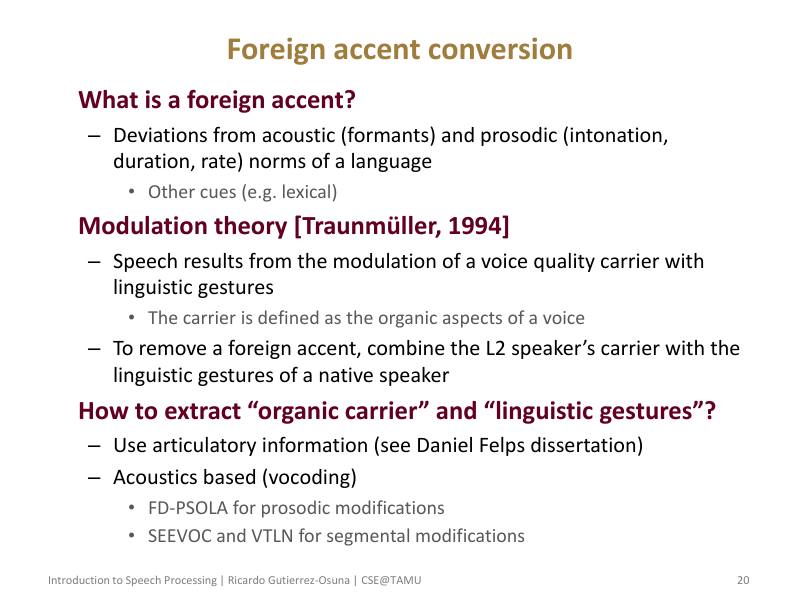 Foreign accent conversion
What is a foreign accent?
– Deviations from acoustic (formants) and prosodic (intonation,
duration, rate) norms of a language
• Other cues (e.g. lexical)
Modulation theory [Traunmüller, 1994]
– Speech results from the modulation of a voice quality carrier with
linguistic gestures
• The carrier is defined as the organic aspects of a voice
– To remove a foreign accent, combine the L2 speaker’s carrier with the
linguistic gestures of a native speaker
How to extract “organic carrier” and “linguistic gestures”?
– Use articulatory information (see Daniel Felps dissertation)
– Acoustics based (vocoding)
• FD-PSOLA for prosodic modifications
• SEEVOC and VTLN for segmental modifications
Introduction to Speech Processing | Ricardo Gutierrez-Osuna | CSE@TAMU 20